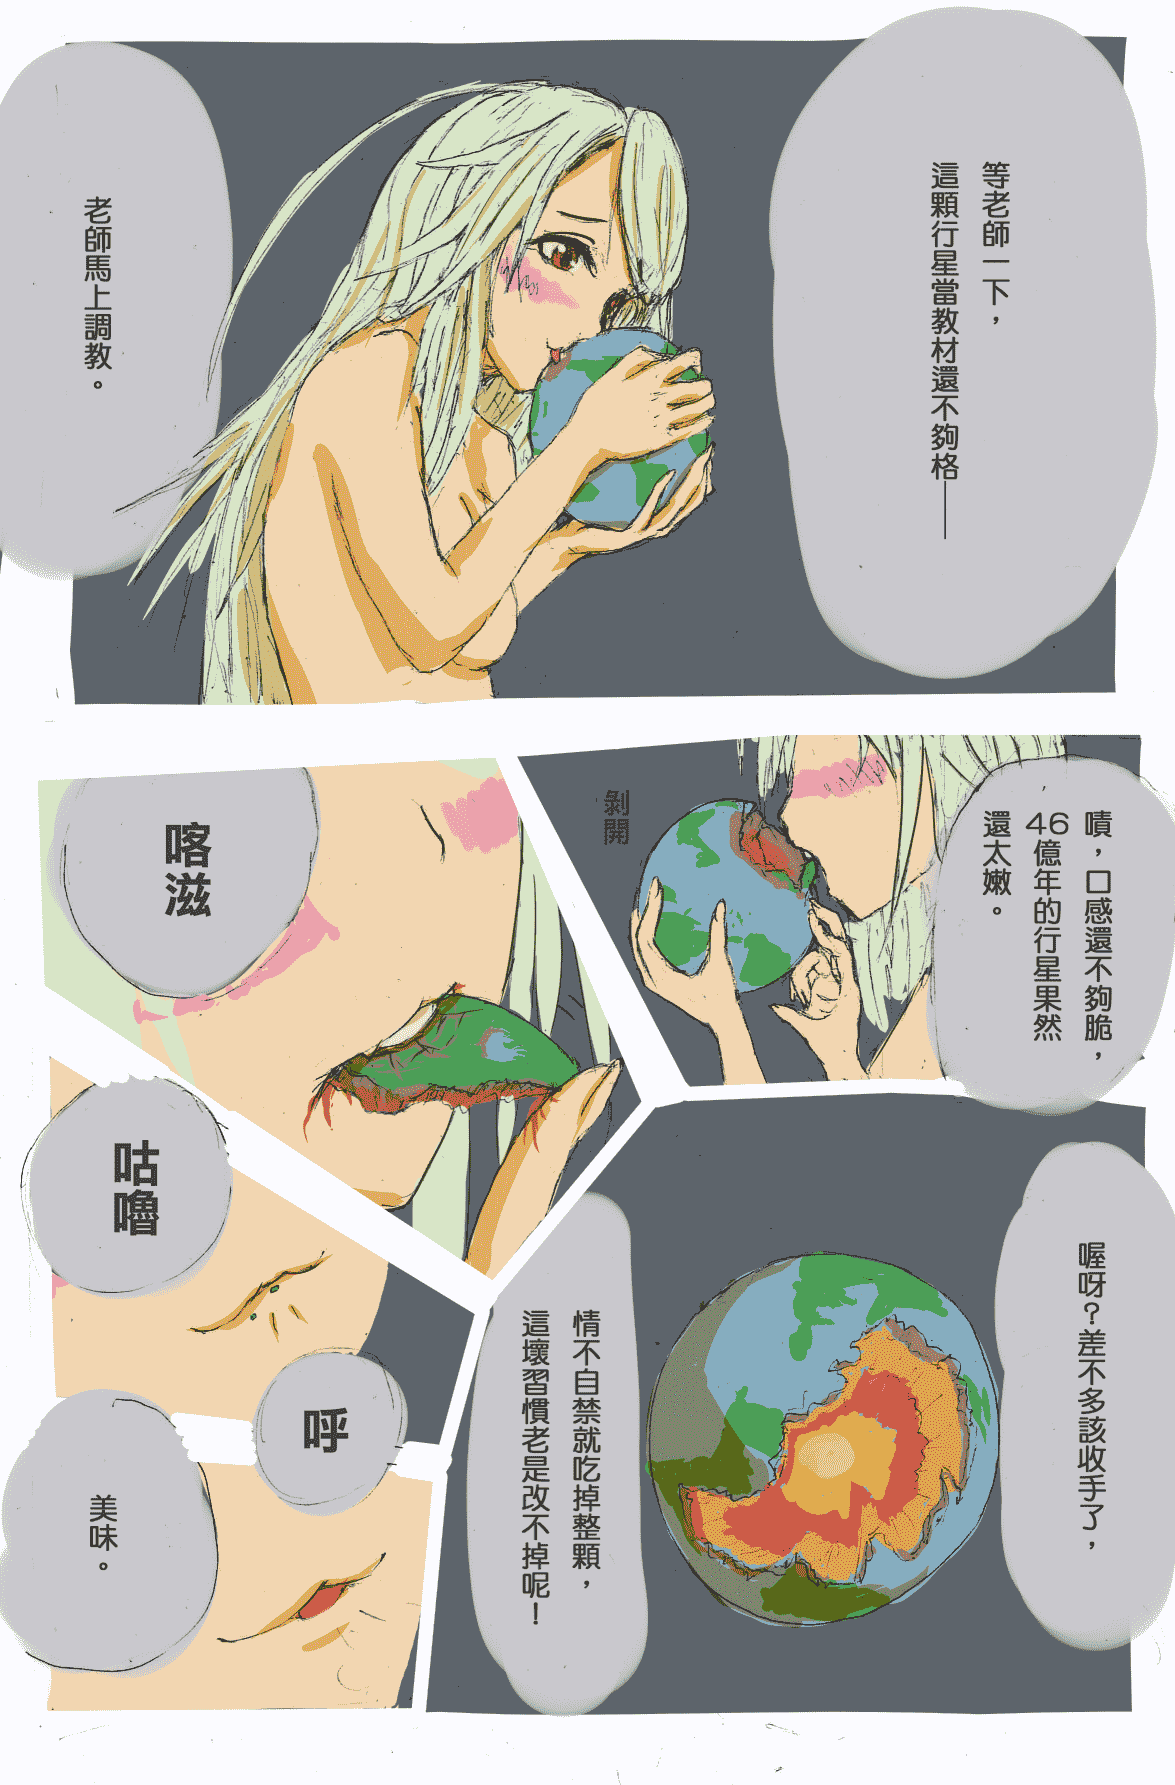 等老師一下，
這顆行星當教材還不夠格——
老師馬上調教。
嘖，口感還不夠脆，
46億年的行星果然
還太嫩。
剝開
喀滋
咕嚕
呼
美味。
喔呀？差不多該收手了，
情不自禁就吃掉整顆，
這壞習慣老是改不掉呢！